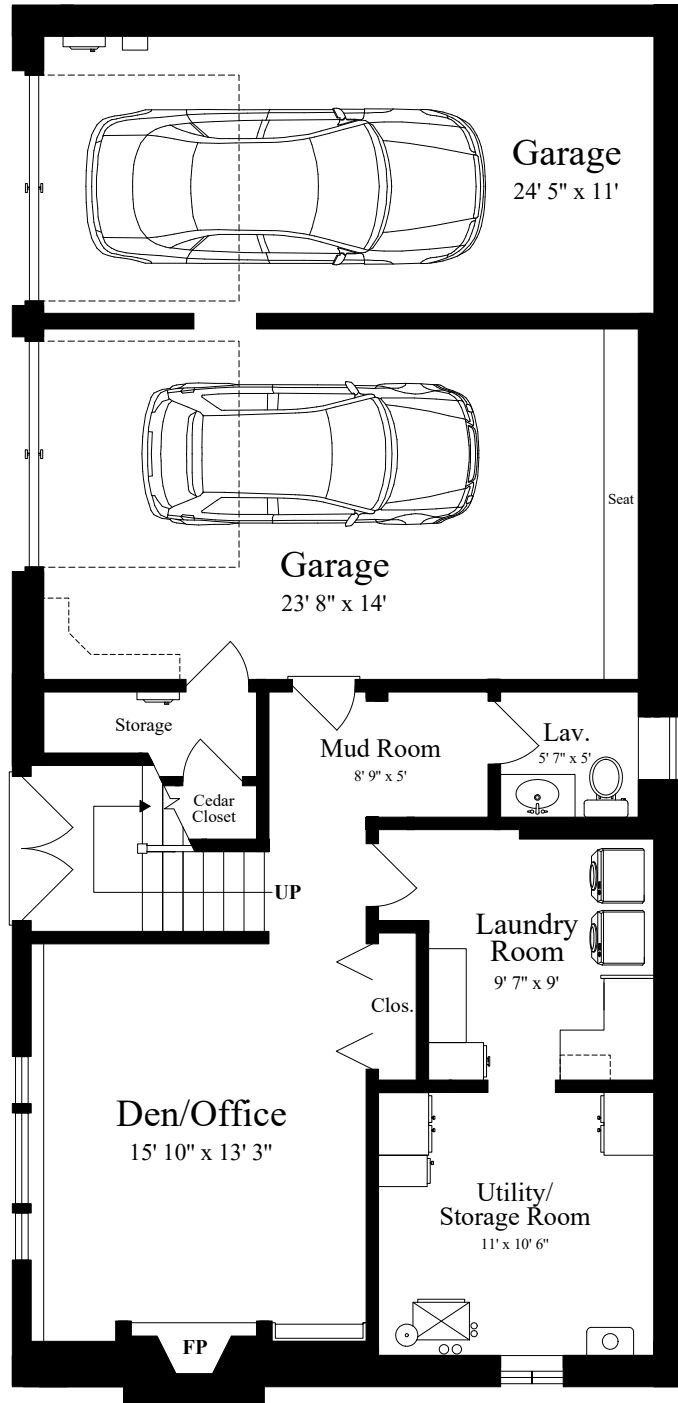 Garage
24' 5" x 11'
Seat
Garage
23' 8" x 14'
Storage
Mud Room
8' 9" x 5'
Lav.
5' 7" x 5'
Cedar
Closet
UP
Laundry
Room
9' 7" x 9'
Clos.
Den/Office
15' 10" x 13' 3"
Utility/
Storage Room
11' x 10' 6"
FP